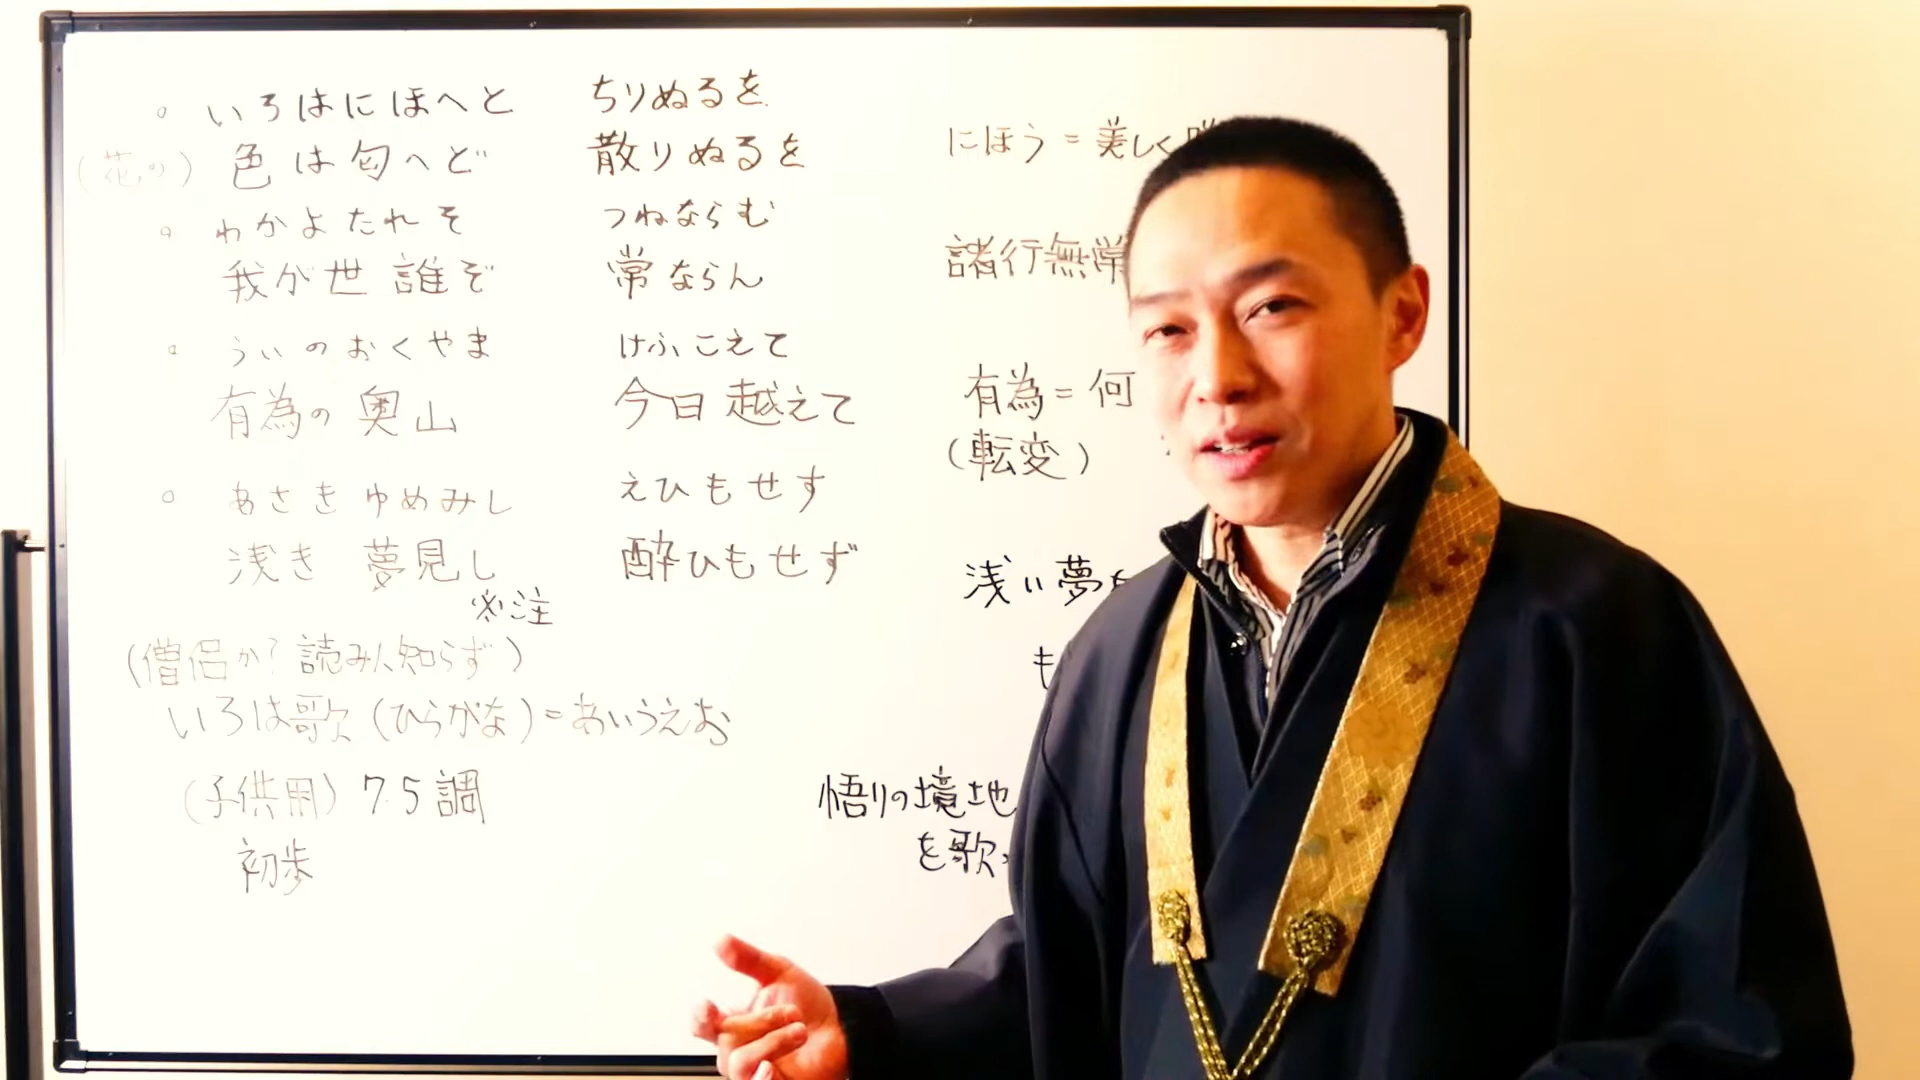 いろはにほへと　ちりぬるを
(花の) 色は匂へど　散りぬるを
わかよたれそ　つねならむ
我が世誰ぞ　常ならん
うゐのおくやま　けふこえて
有為の奥山　今日越えて
あさきゆめみし　ゑひもせす
浅き 夢見し　酔ひもせず
※注
(僧侶か? 読み人知らず)
いろは歌 (ひらがな) = あいうえお
(子供用) 7.5調
初歩
にほう = 美しく
諸行無常
有為 = 何
(転変)
浅い夢
も
悟りの境地
を歌